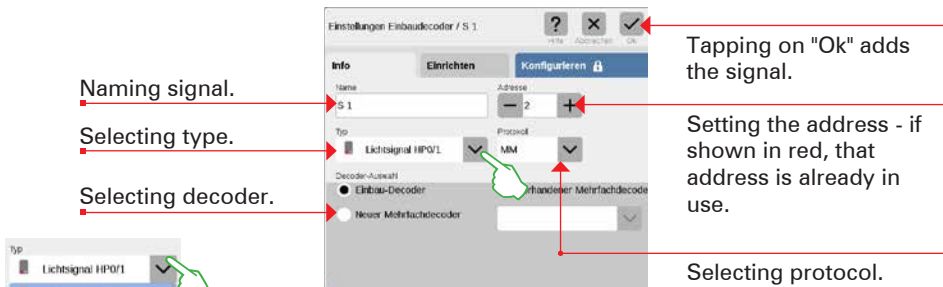 Einstellungen Einbaudecoder / S 1
?
Hilfe Abbrechen Ok
Tapping on "Ok" adds
the signal.
Info Einrichten Konfigurieren
Naming signal.
Name Adresse
S 1 2
Setting the address - if
shown in red, that
address is already in
use.
Selecting type.
Typ Protokoll
Lichtsignal HP0/1 MM
Selecting decoder.
Decoder-Auswahl
Einbau-Decoder rhandener Mehrfachdecode
Neuer Mehrfachdecoder
Selecting protocol.
Typ
Lichtsignal HP0/1